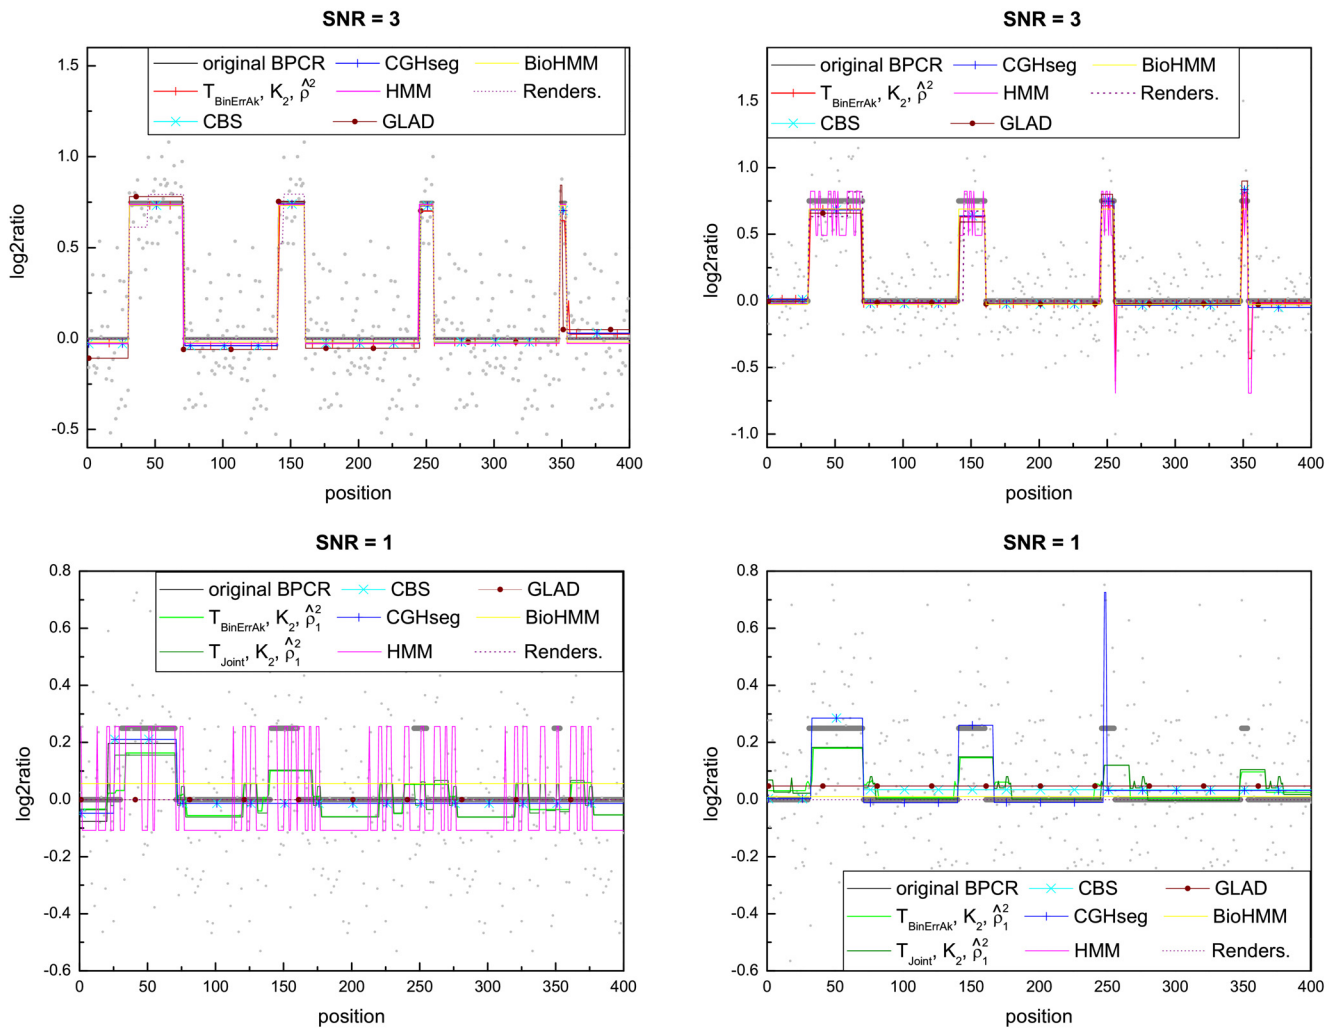 SNR = 3
original BPCR CGHseg BioHMM
T_BinErrAk, K_2, ρ̂^2 HMM Renders.
CBS GLAD
log2ratio
1.5
1.0
0.5
0.0
-0.5
0 50 100 150 200 250 300 350 400
position
SNR = 3
original BPCR CGHseg BioHMM
T_BinErrAk, K_2, ρ̂^2 HMM Renders.
CBS GLAD
log2ratio
1.5
1.0
0.5
0.0
-0.5
-1.0
0 50 100 150 200 250 300 350 400
position
SNR = 1
original BPCR CBS GLAD
T_BinErrAk, K_2, ρ̂_1^2 CGHseg BioHMM
T_Joint, K_2, ρ̂_1^2 HMM Renders.
log2ratio
0.8
0.6
0.4
0.2
0.0
-0.2
-0.4
-0.6
0 50 100 150 200 250 300 350 400
position
SNR = 1
log2ratio
0.8
0.6
0.4
0.2
0.0
-0.2
-0.4
-0.6
original BPCR CBS GLAD
T_BinErrAk, K_2, ρ̂_1^2 CGHseg BioHMM
T_Joint, K_2, ρ̂_1^2 HMM Renders.
0 50 100 150 200 250 300 350 400
position